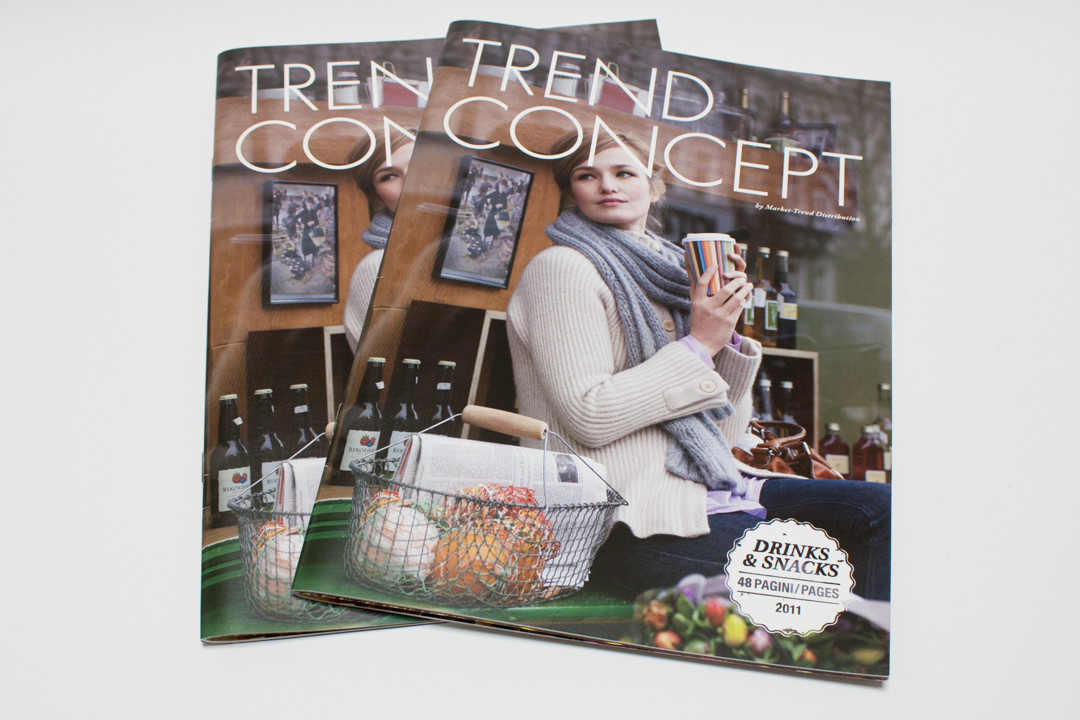 TREND
CONCEPT
by Market-Trend Distribution
DRINKS
& SNACKS
48 PAGINI/PAGES
2011
TREN
CON